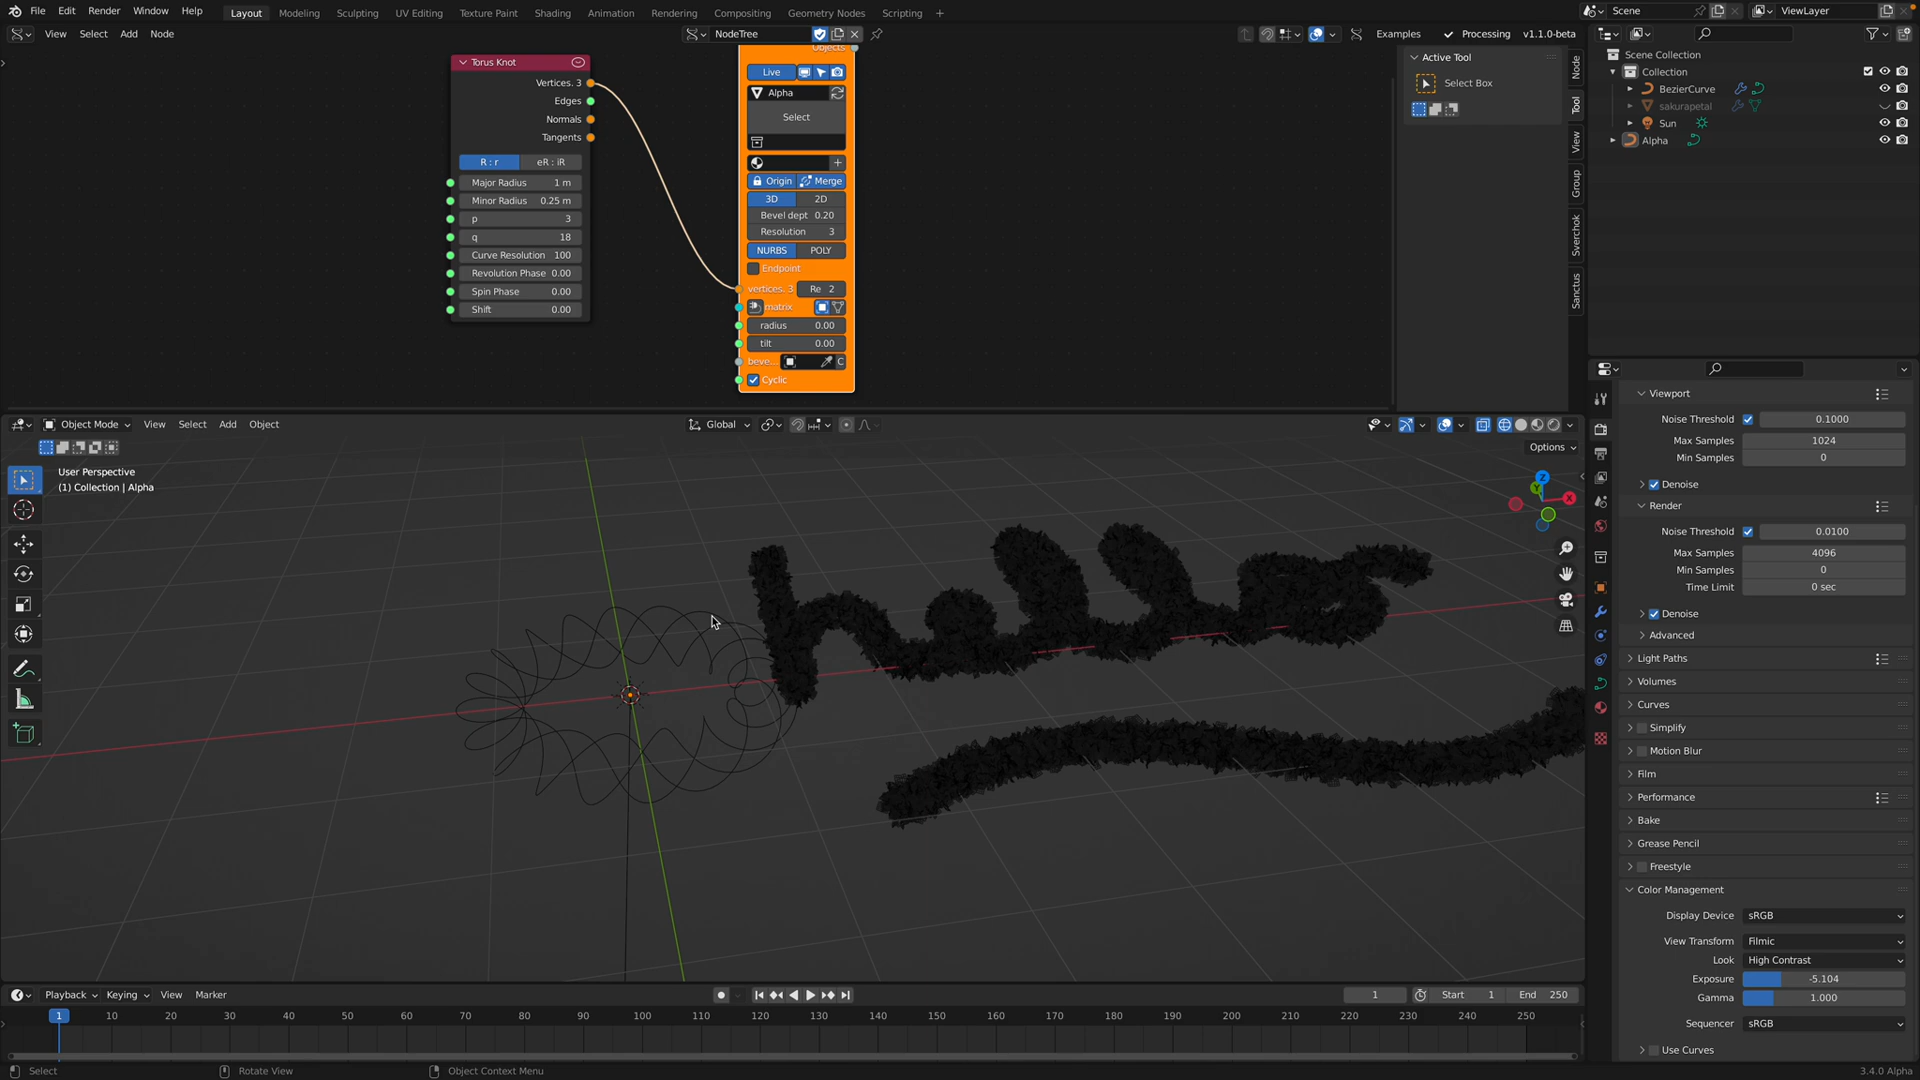 File Edit Render Window Help Layout Modeling Sculpting UV Editing Texture Paint Shading Animation Rendering Compositing Geometry Nodes Scripting + Scene ViewLayer
View Select Add Node NodeTree Examples Processing v1.1.0-beta
Torus Knot
Vertices. 3
Edges
Normals
Tangents
R : r eR : iR
Major Radius 1 m
Minor Radius 0.25 m
p 3
q 18
Curve Resolution 100
Revolution Phase 0.00
Spin Phase 0.00
Shift 0.00
Objects
Live
Alpha
Select
Origin Merge
3D 2D
Bevel dept 0.20
Resolution 3
NURBS POLY
Endpoint
vertices. 3 Re 2
matrix
radius 0.00
tilt 0.00
beve... C
Cyclic
Active Tool
Select Box
Node
Tool
View
Group
Sverchok
Sanctus
Scene Collection
Collection
BezierCurve
sakurapetal
Sun
Alpha
Object Mode View Select Add Object Global
Options
User Perspective
(1) Collection | Alpha
Z
Y
X
hello
Viewport
Noise Threshold 0.1000
Max Samples 1024
Min Samples 0
Denoise
Render
Noise Threshold 0.0100
Max Samples 4096
Min Samples 0
Time Limit 0 sec
Denoise
Advanced
Light Paths
Volumes
Curves
Simplify
Motion Blur
Film
Performance
Bake
Grease Pencil
Freestyle
Color Management
Display Device sRGB
View Transform Filmic
Look High Contrast
Exposure -5.104
Gamma 1.000
Sequencer sRGB
Use Curves
Playback Keying View Marker 1 Start 1 End 250
1 10 20 30 40 50 60 70 80 90 100 110 120 130 140 150 160 170 180 190 200 210 220 230 240 250
Select Rotate View Object Context Menu 3.4.0 Alpha